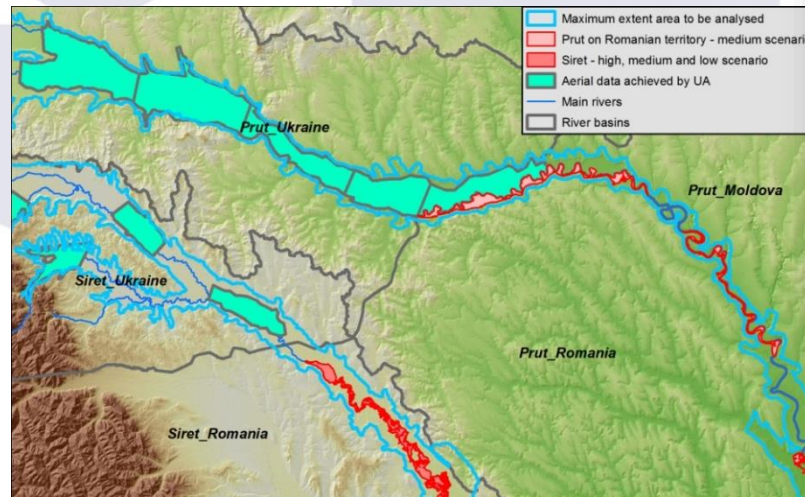 Maximum extent area to be analysed
Prut on Romanian territory - medium scenario
Siret - high, medium and low scenario
Aerial data achieved by UA
Main rivers
River basins
Prut_Ukraine
Prut_Moldova
Siret_Ukraine
Prut_Romania
Siret_Romania